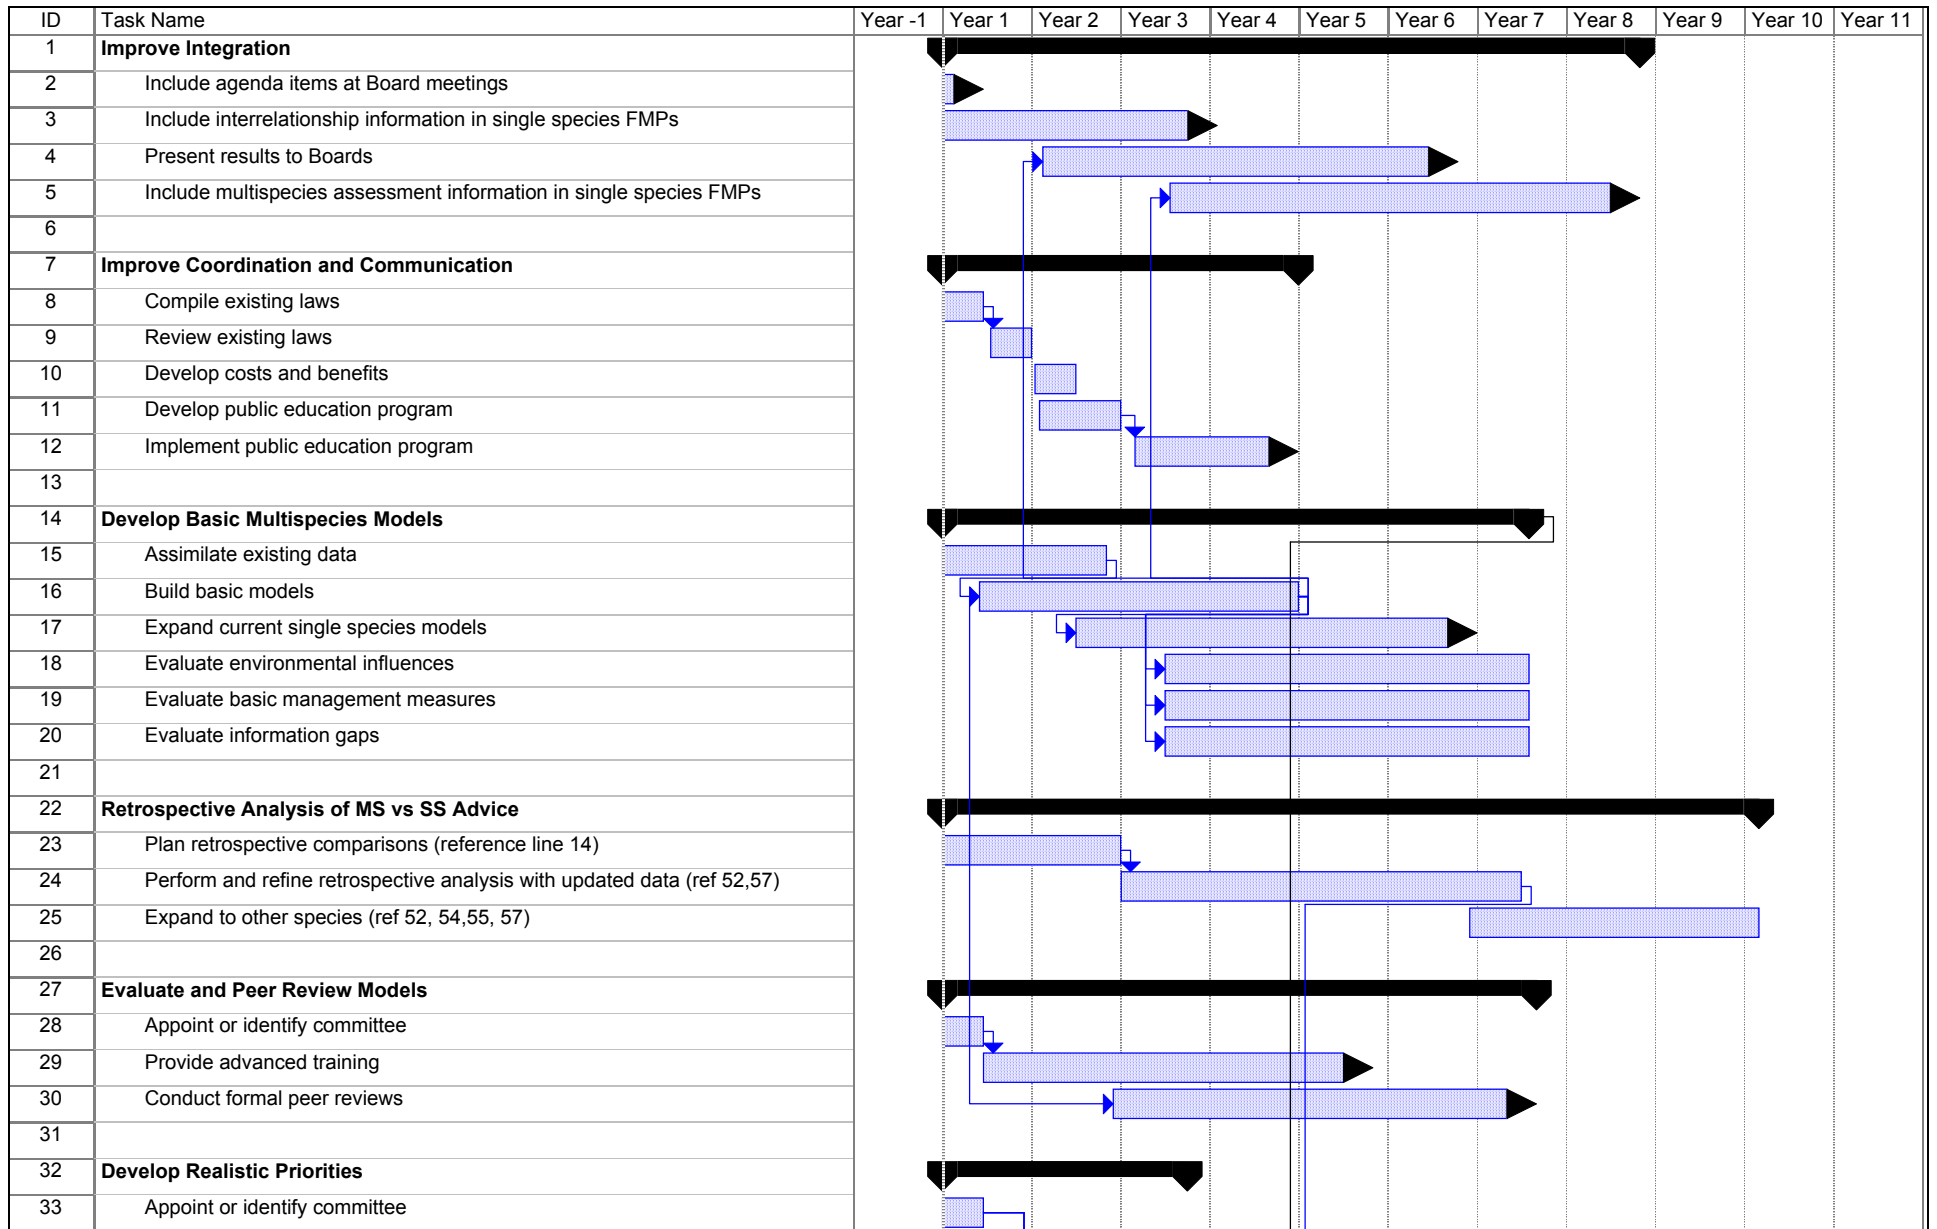 ID Task Name Year -1 Year 1 Year 2 Year 3 Year 4 Year 5 Year 6 Year 7 Year 8 Year 9 Year 10 Year 11
1 Improve Integration
2 Include agenda items at Board meetings
3 Include interrelationship information in single species FMPs
4 Present results to Boards
5 Include multispecies assessment information in single species FMPs
6
7 Improve Coordination and Communication
8 Compile existing laws
9 Review existing laws
10 Develop costs and benefits
11 Develop public education program
12 Implement public education program
13
14 Develop Basic Multispecies Models
15 Assimilate existing data
16 Build basic models
17 Expand current single species models
18 Evaluate environmental influences
19 Evaluate basic management measures
20 Evaluate information gaps
21
22 Retrospective Analysis of MS vs SS Advice
23 Plan retrospective comparisons (reference line 14)
24 Perform and refine retrospective analysis with updated data (ref 52,57)
25 Expand to other species (ref 52, 54,55, 57)
26
27 Evaluate and Peer Review Models
28 Appoint or identify committee
29 Provide advanced training
30 Conduct formal peer reviews
31
32 Develop Realistic Priorities
33 Appoint or identify committee